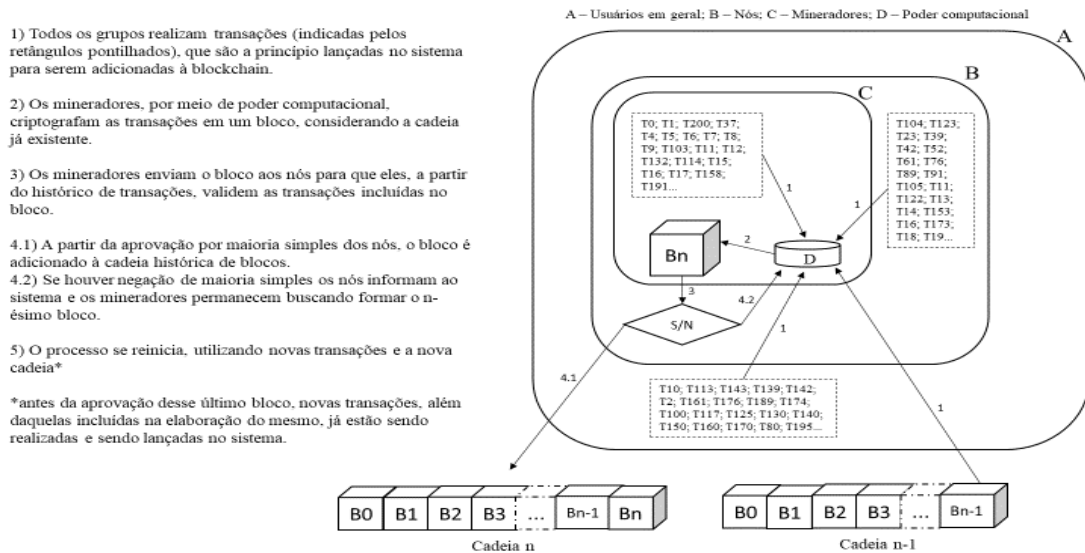 A – Usuários em geral; B – Nós; C – Mineradores; D – Poder computacional
1) Todos os grupos realizam transações (indicadas pelos
retângulos pontilhados), que são a princípio lançadas no sistema
para serem adicionadas à blockchain.
2) Os mineradores, por meio de poder computacional,
criptografam as transações em um bloco, considerando a cadeia
já existente.
3) Os mineradores enviam o bloco aos nós para que eles, a partir
do histórico de transações, validem as transações incluídas no
bloco.
4.1) A partir da aprovação por maioria simples dos nós, o bloco é
adicionado à cadeia histórica de blocos.
4.2) Se houver negação de maioria simples os nós informam ao
sistema e os mineradores permanecem buscando formar o n-
ésimo bloco.
5) O processo se reinicia, utilizando novas transações e a nova
cadeia*
*antes da aprovação desse último bloco, novas transações, além
daquelas incluídas na elaboração do mesmo, já estão sendo
realizadas e sendo lançadas no sistema.
A
B
C
T0; T1; T200; T37;
T4; T5; T6; T7; T8;
T9; T103; T11; T12;
T132; T114; T15;
T16; T17; T158;
T191...
T104; T123;
T23; T39;
T42; T52;
T61; T76;
T89; T91;
T105; T11;
T122; T13;
T14; T153;
T16; T173;
T18; T19...
1
1
2
Bn
D
3
4.2
S/N
1
4.1
T10; T113; T143; T139; T142;
T2; T161; T176; T189; T174;
T100; T117; T125; T130; T140;
T150; T160; T170; T80; T195...
1
B0 B1 B2 B3 ... Bn-1 Bn
Cadeia n
B0 B1 B2 B3 ... Bn-1
Cadeia n-1